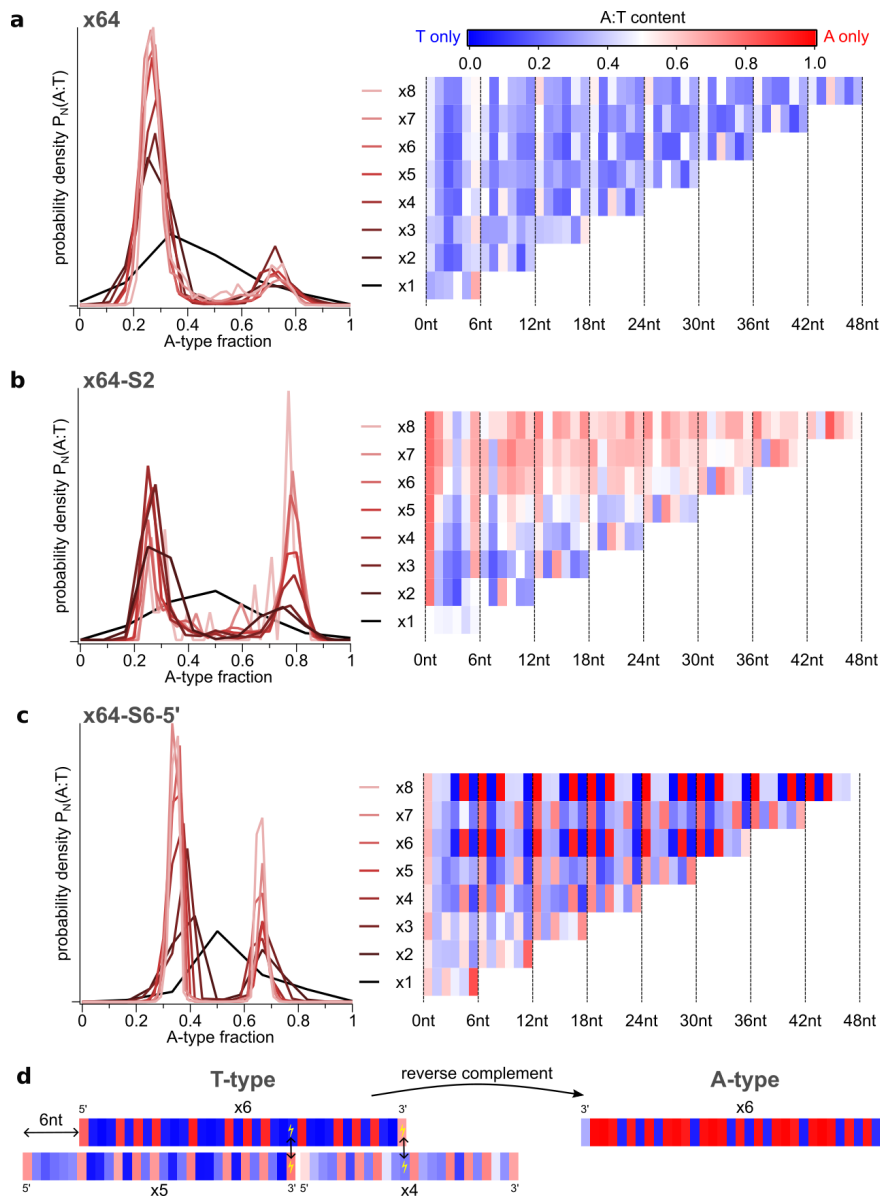 a
x64
probability density P_N(A:T)
0
0.2
0.4
0.6
0.8
1
A-type fraction
A:T content
T only
A only
0.0
0.2
0.4
0.6
0.8
1.0
x8
x7
x6
x5
x4
x3
x2
x1
0nt
6nt
12nt
18nt
24nt
30nt
36nt
42nt
48nt
b
x64-S2
probability density P_N(A:T)
0
0.2
0.4
0.6
0.8
1
A-type fraction
x8
x7
x6
x5
x4
x3
x2
x1
0nt
6nt
12nt
18nt
24nt
30nt
36nt
42nt
48nt
c
x64-S6-5'
probability density P_N(A:T)
0
0.2
0.4
0.6
0.8
1
A-type fraction
x8
x7
x6
x5
x4
x3
x2
x1
0nt
6nt
12nt
18nt
24nt
30nt
36nt
42nt
48nt
d
T-type
reverse complement
A-type
6nt
5'
x6
3'
3'
x6
5'
x5
3'
5'
x4
3'